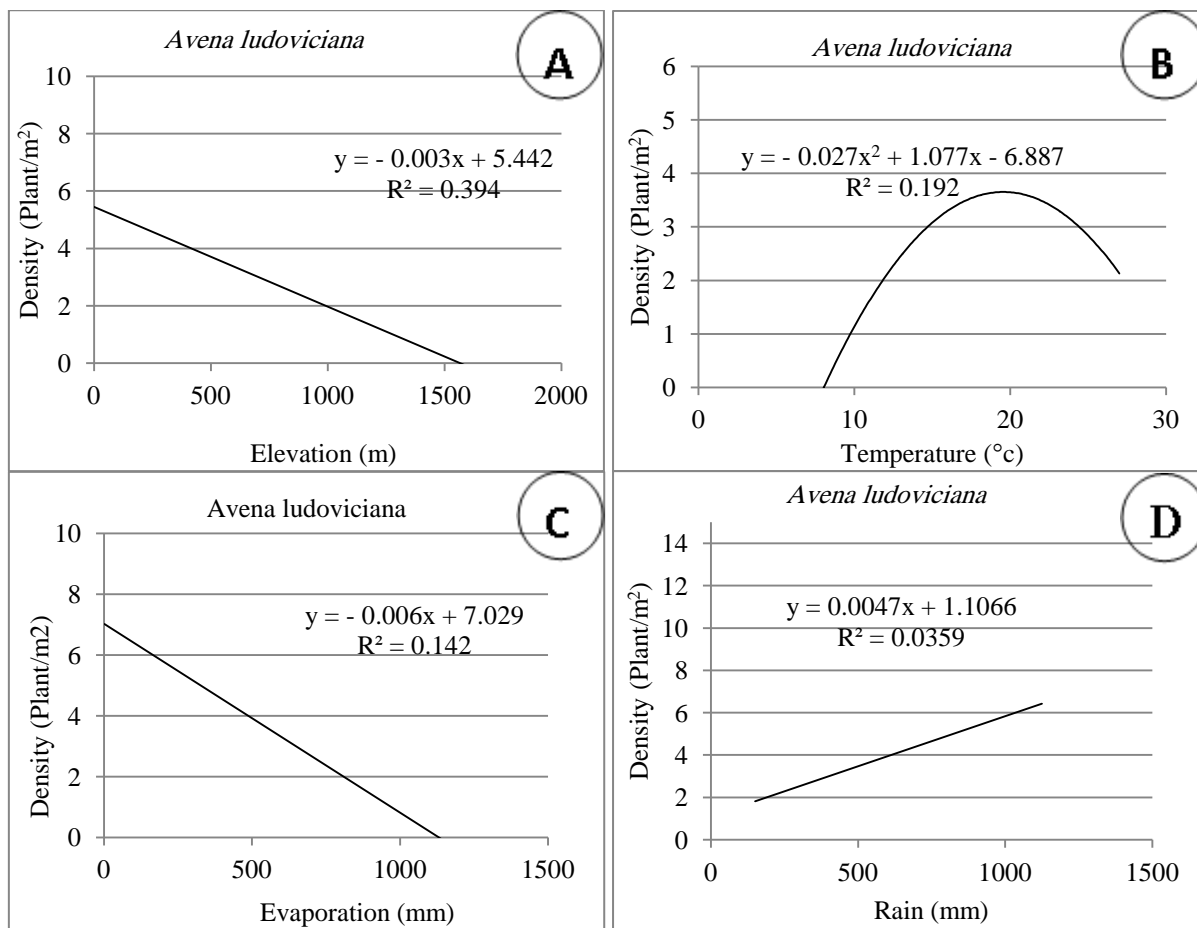 Avena ludoviciana
A
10
8
6
4
2
0
Density (Plant/m²)
y = - 0.003x + 5.442
R² = 0.394
0 500 1000 1500 2000
Elevation (m)
Avena ludoviciana
B
6
5
4
3
2
1
0
Density (Plant/m²)
y = - 0.027x² + 1.077x - 6.887
R² = 0.192
0 10 20 30
Temperature (°c)
Avena ludoviciana
C
10
8
6
4
2
0
Density (Plant/m2)
y = - 0.006x + 7.029
R² = 0.142
0 500 1000 1500
Evaporation (mm)
Avena ludoviciana
D
14
12
10
8
6
4
2
0
Density (Plant/m²)
y = 0.0047x + 1.1066
R² = 0.0359
0 500 1000 1500
Rain (mm)